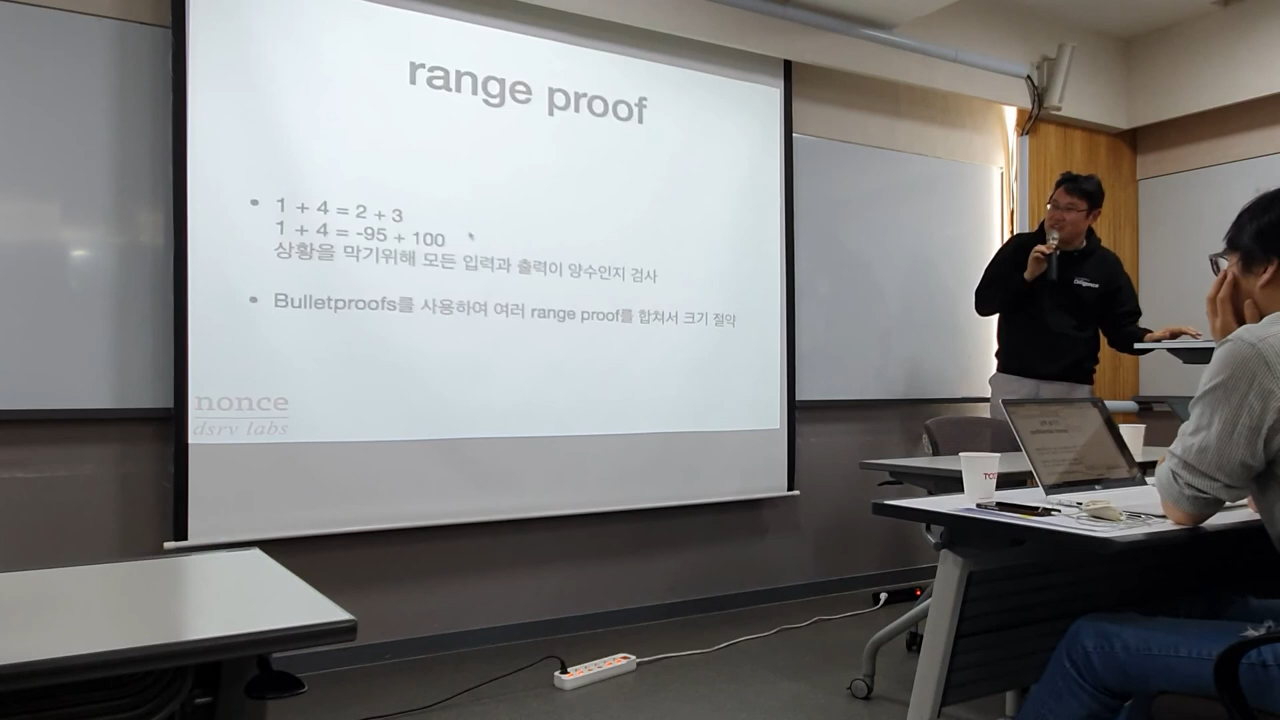 range proof
• 1 + 4 = 2 + 3
1 + 4 = -95 + 100
상황을 막기위해 모든 입력과 출력이 양수인지 검사
• Bulletproofs를 사용하여 여러 range proof를 합쳐서 크기 절약
nonce
dsrv labs